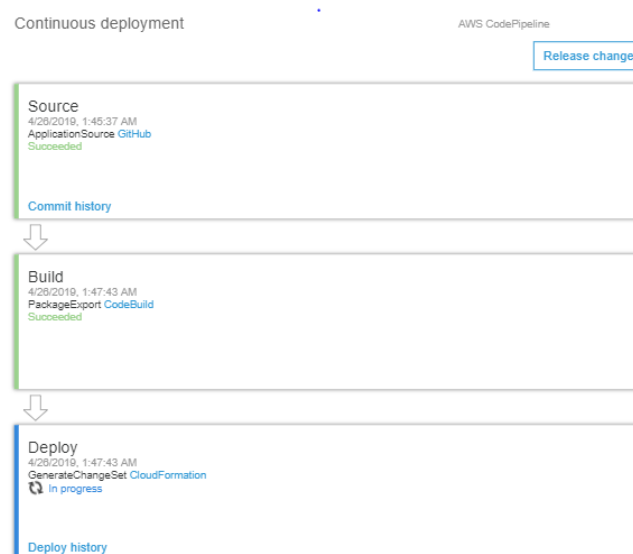 Continuous deployment
AWS CodePipeline
Release change
Source
4/26/2019, 1:45:37 AM
ApplicationSource GitHub
Succeeded
Commit history
Build
4/26/2019, 1:47:43 AM
PackageExport CodeBuild
Succeeded
Deploy
4/26/2019, 1:47:43 AM
GenerateChangeSet CloudFormation
In progress
Deploy history